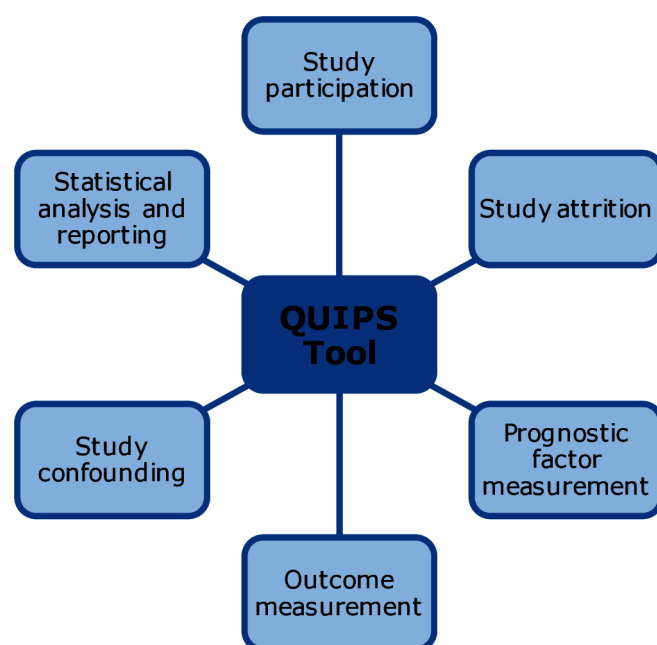 Study
participation
Statistical
analysis and
reporting
Study attrition
QUIPS
Tool
Study
confounding
Prognostic
factor
measurement
Outcome
measurement